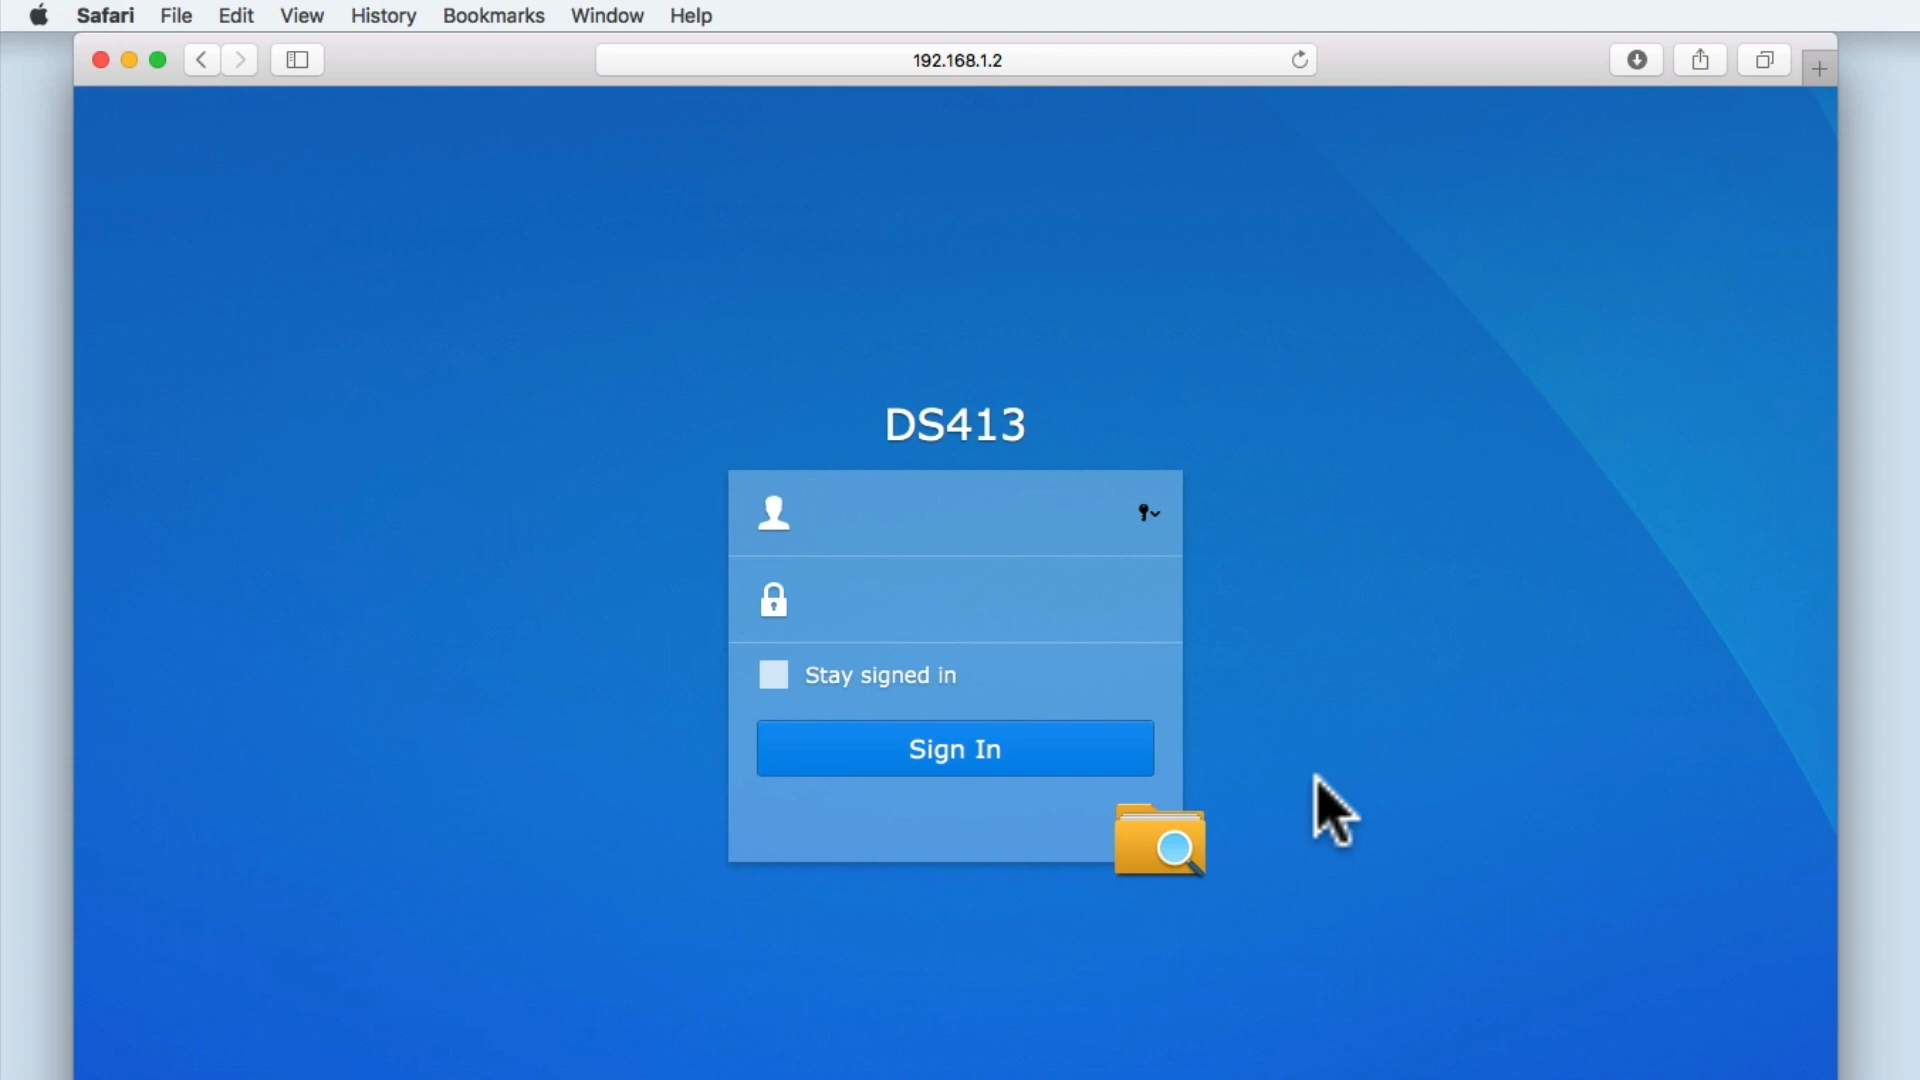 Safari File Edit View History Bookmarks Window Help
192.168.1.2
DS413
Stay signed in
Sign In